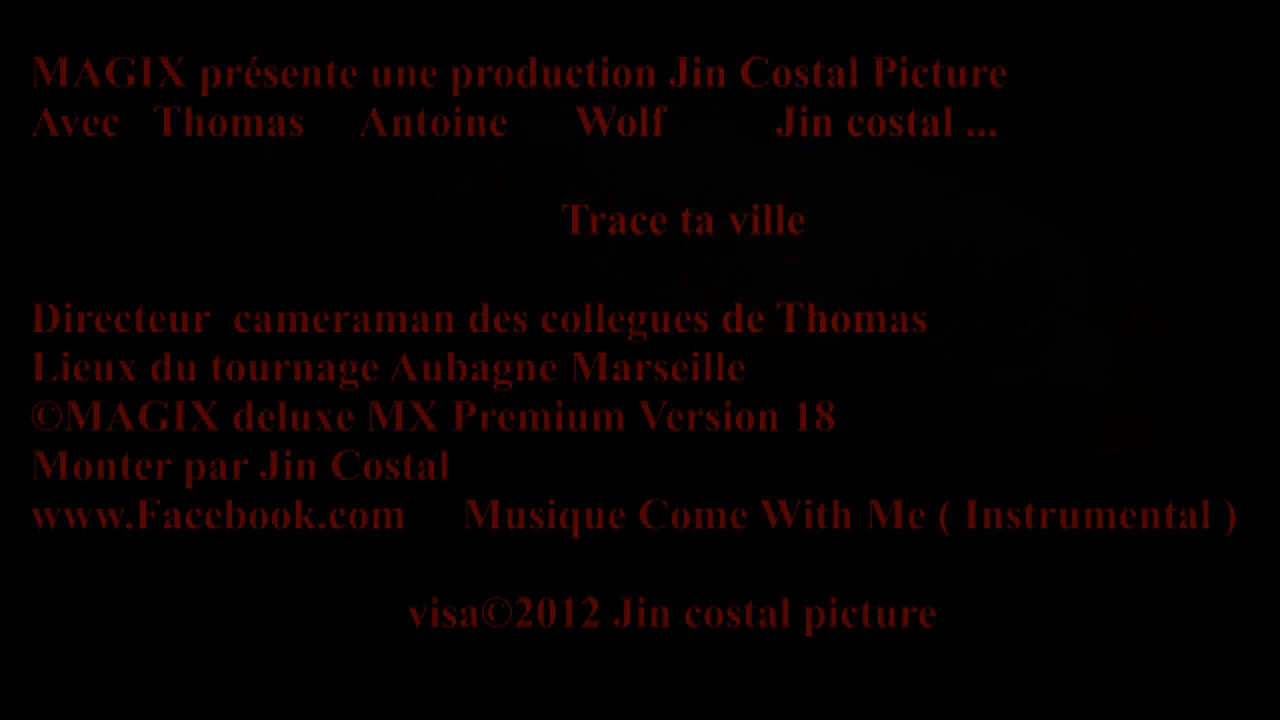 MAGIX présente une production Jin Costal Picture
Avec Thomas Antoine Wolf Jin costal ...
Trace ta ville
Directeur cameraman des collegues de Thomas
Lieux du tournage Aubagne Marseille
©MAGIX deluxe MX Premium Version 18
Monter par Jin Costal
www.Facebook.com Musique Come With Me ( Instrumental )
visa©2012 Jin costal picture